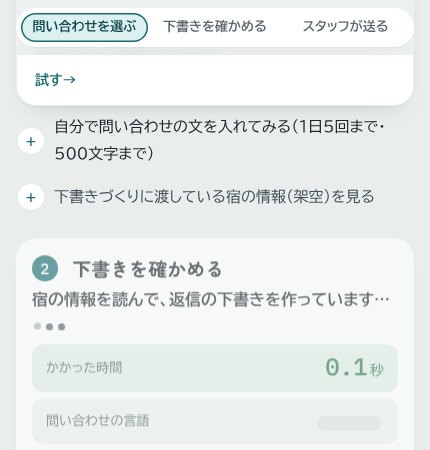 問い合わせを選ぶ 下書きを確かめる スタッフが送る
試す→
+ 自分で問い合わせの文を入れてみる（1日5回まで・
500文字まで）
+ 下書きづくりに渡している宿の情報（架空）を見る
2 下書きを確かめる
宿の情報を読んで、返信の下書きを作っています…
かかった時間 0.1秒
問い合わせの言語